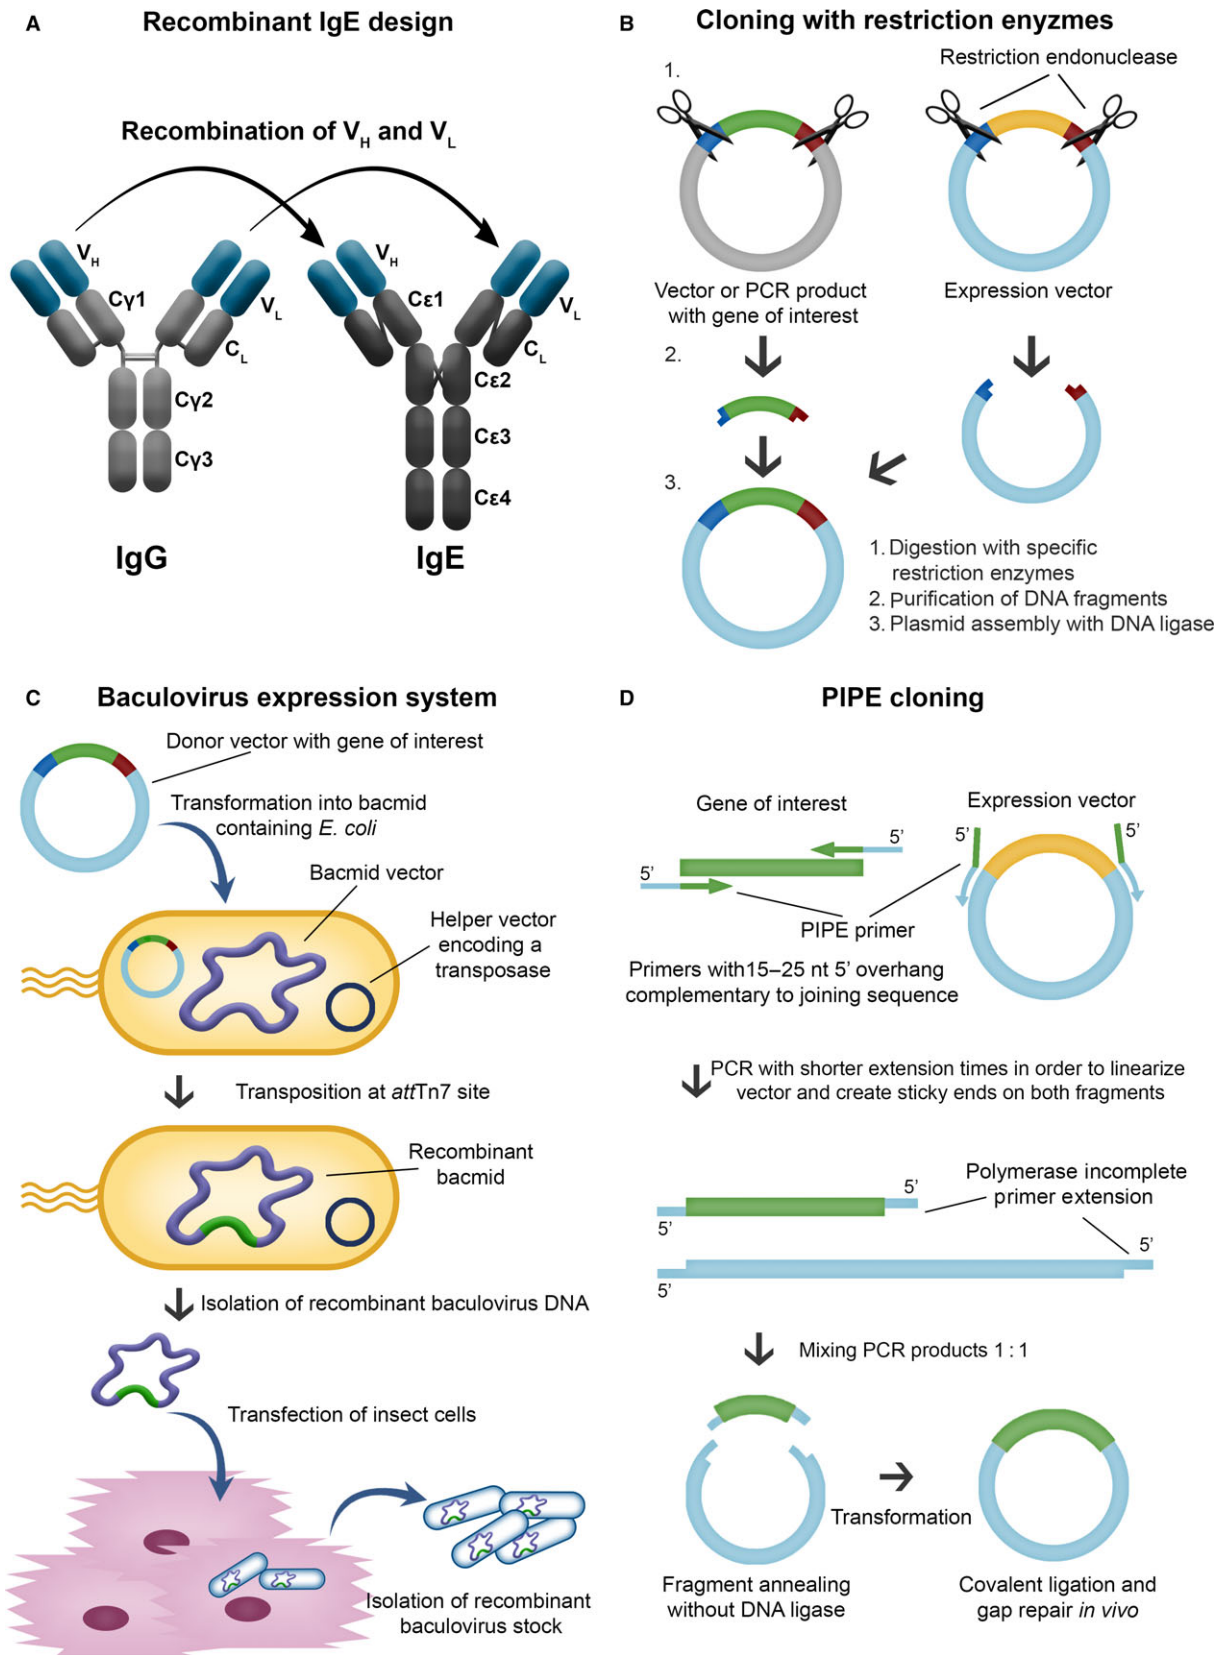 A
Recombinant IgE design
Recombination of VH and VL
VH
Cγ1
VL
CL
Cγ2
Cγ3
IgG
VH
Cε1
VL
CL
Cε2
Cε3
Cε4
IgE
B
Cloning with restriction enyzmes
1.
Restriction endonuclease
Vector or PCR product
with gene of interest
Expression vector
2.
3.
1. Digestion with specific
restriction enzymes
2. Purification of DNA fragments
3. Plasmid assembly with DNA ligase
C
Baculovirus expression system
Donor vector with gene of interest
Transformation into bacmid
containing E. coli
Bacmid vector
Helper vector
encoding a
transposase
Transposition at attTn7 site
Recombinant
bacmid
Isolation of recombinant baculovirus DNA
Transfection of insect cells
Isolation of recombinant
baculovirus stock
D
PIPE cloning
Gene of interest
Expression vector
5'
5'
5'
5'
PIPE primer
Primers with15–25 nt 5' overhang
complementary to joining sequence
PCR with shorter extension times in order to linearize
vector and create sticky ends on both fragments
Polymerase incomplete
primer extension
5'
5'
5'
5'
Mixing PCR products 1 : 1
Transformation
Fragment annealing
without DNA ligase
Covalent ligation and
gap repair in vivo